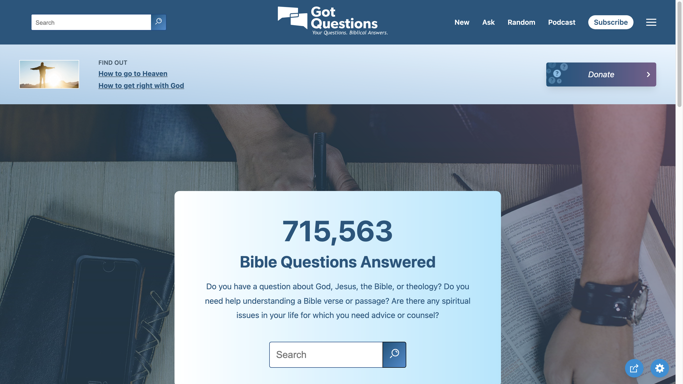 Search
Got
Questions
Your Questions. Biblical Answers.
New
Ask
Random
Podcast
Subscribe
FIND OUT
How to go to Heaven
How to get right with God
Donate
715,563
Bible Questions Answered
Do you have a question about God, Jesus, the Bible, or theology? Do you
need help understanding a Bible verse or passage? Are there any spiritual
issues in your life for which you need advice or counsel?
Search